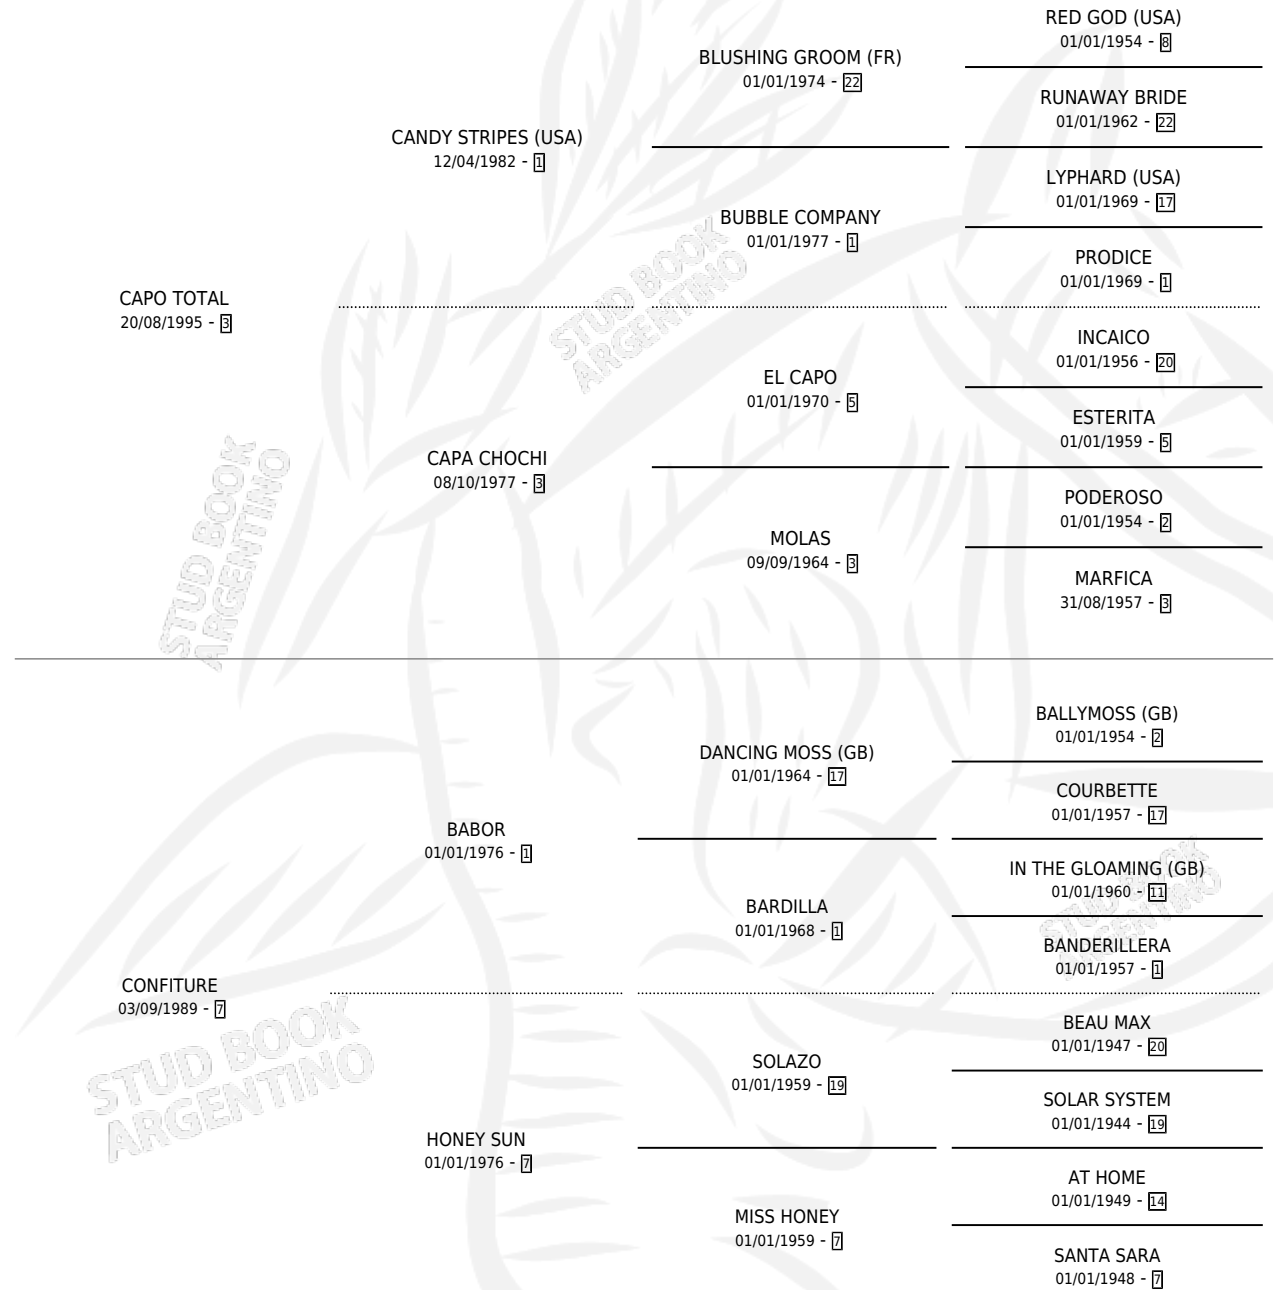 RED GOD (USA)
01/01/1954 - 8
BLUSHING GROOM (FR)
01/01/1974 - 22
RUNAWAY BRIDE
01/01/1962 - 22
CANDY STRIPES (USA)
12/04/1982 - 1
LYPHARD (USA)
01/01/1969 - 17
BUBBLE COMPANY
01/01/1977 - 1
PRODICE
01/01/1969 - 1
CAPO TOTAL
20/08/1995 - 3
STUD BOOK
ARGENTINO
INCAICO
01/01/1956 - 20
EL CAPO
01/01/1970 - 5
ESTERITA
01/01/1959 - 5
CAPA CHOCHI
08/10/1977 - 3
PODEROSO
01/01/1954 - 2
MOLAS
09/09/1964 - 3
MARFICA
31/08/1957 - 3
STUD BOOK
ARGENTINO
BALLYMOSS (GB)
01/01/1954 - 2
DANCING MOSS (GB)
01/01/1964 - 17
COURBETTE
01/01/1957 - 17
BABOR
01/01/1976 - 1
IN THE GLOAMING (GB)
01/01/1960 - 11
BARDILLA
01/01/1968 - 1
STUD BOOK
ARGENTINO
BANDERILLERA
01/01/1957 - 1
CONFITURE
03/09/1989 - 7
STUD BOOK
ARGENTINO
BEAU MAX
01/01/1947 - 20
SOLAZO
01/01/1959 - 19
SOLAR SYSTEM
01/01/1944 - 19
HONEY SUN
01/01/1976 - 7
AT HOME
01/01/1949 - 14
MISS HONEY
01/01/1959 - 7
SANTA SARA
01/01/1948 - 7